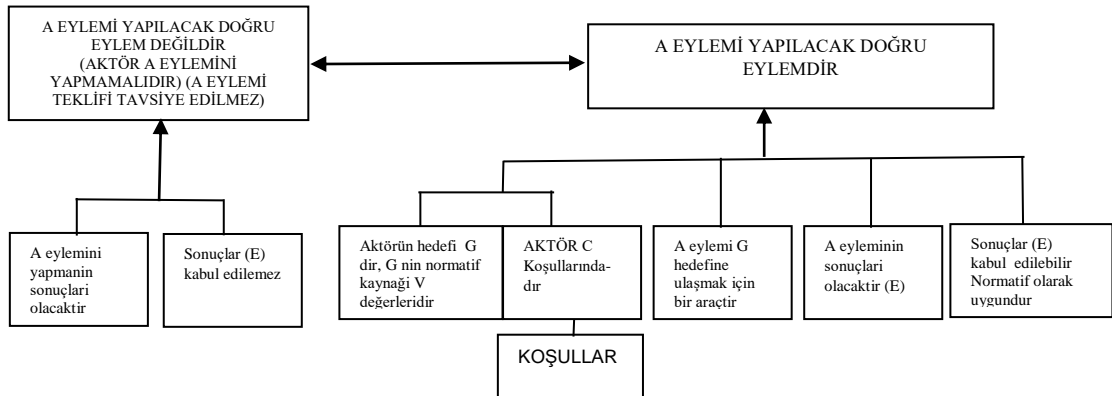 A EYLEMİ YAPILACAK DOĞRU
EYLEM DEĞİLDİR
(AKTÖR A EYLEMİNİ
YAPMAMALIDIR) (A EYLEMİ
TEKLİFİ TAVSİYE EDİLMEZ)
A EYLEMİ YAPILACAK DOĞRU
EYLEMDİR
A eylemini
yapmanin
sonuçlari
olacaktir
Sonuçlar (E)
kabul edilemez
Aktörün hedefi G
dir, G nin normatif
kaynaği V
değerleridir
AKTÖR C
Koşullarında-
dır
A eylemi G
hedefine
ulaşmak için
bir araçtir
A eyleminin
sonuçlari
olacaktir (E)
Sonuçlar (E)
kabul edilebilir
Normatif olarak
uygundur
KOŞULLAR